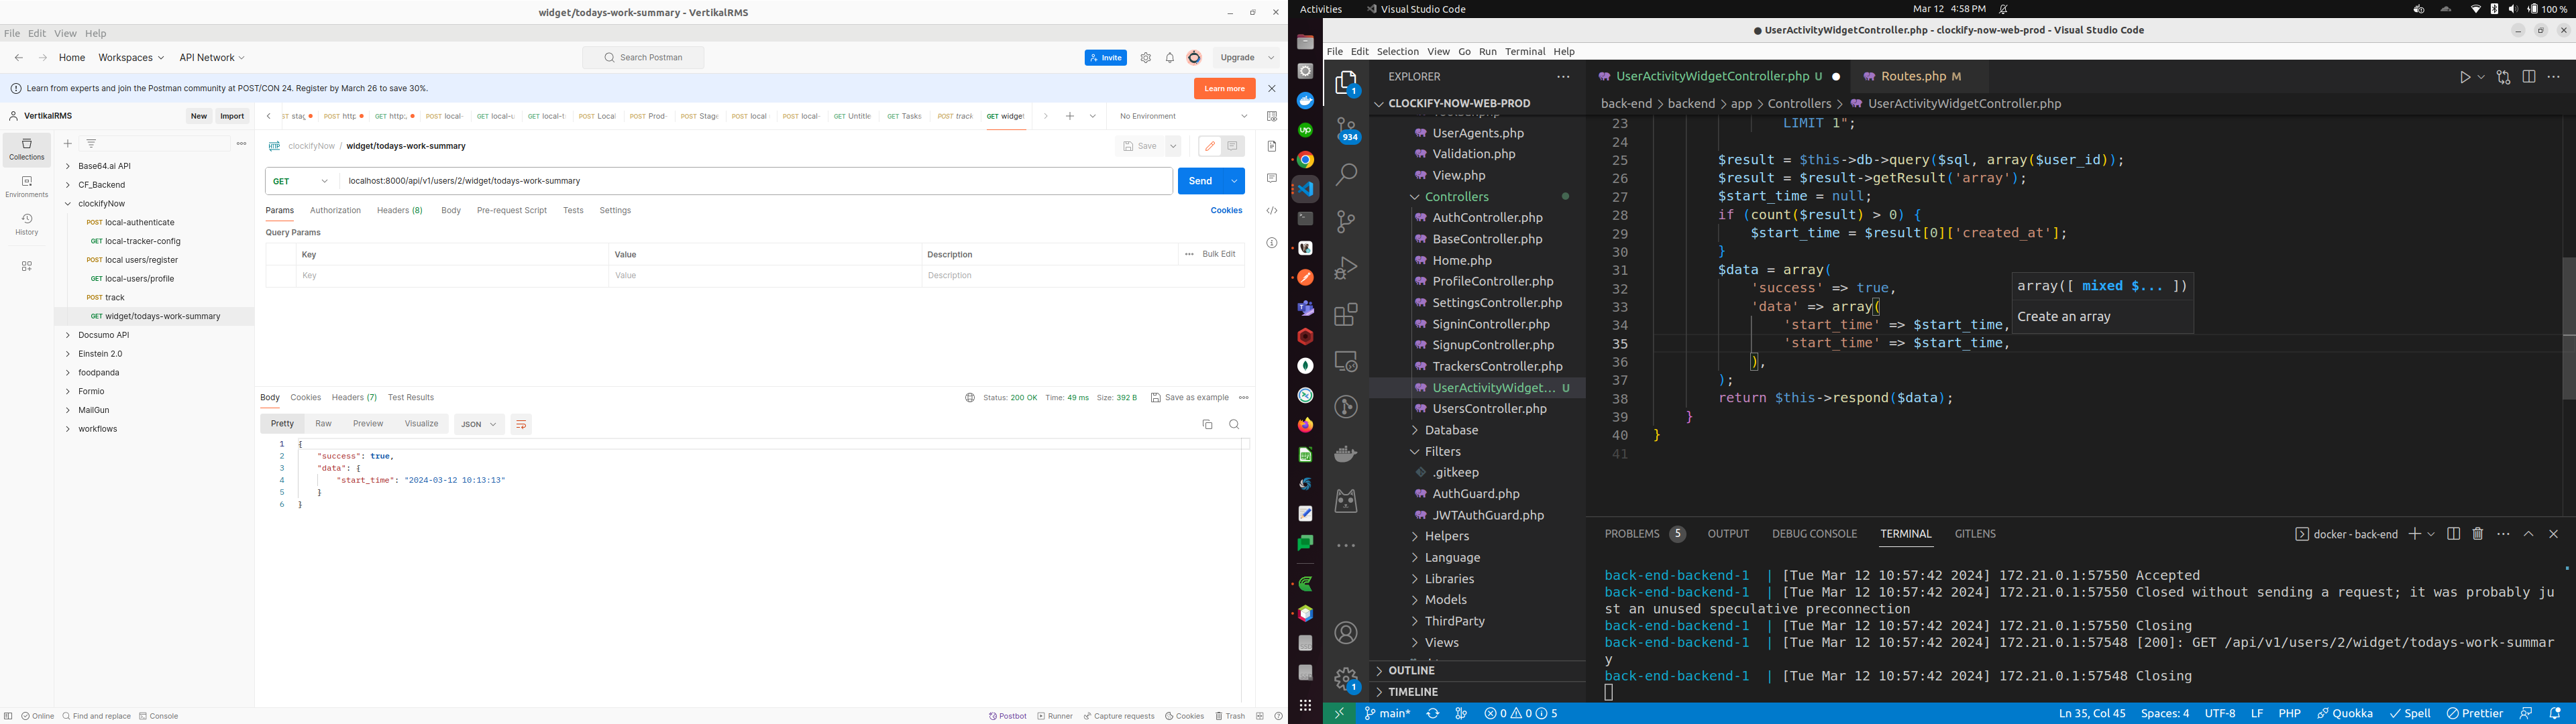 widget/todays-work-summary - VertikalRMS
File Edit View Help
Home Workspaces API Network Search Postman Invite Upgrade
Learn from experts and join the Postman community at POST/CON 24. Register by March 26 to save 30%. Learn more
VertikalRMS New Import
POST http GET http: POST local- GET local-u GET local-t POST Local POST Prod- POST Stage POST local POST local- GET Untitle GET Tasks POST track GET widget No Environment
Collections
Environments
History
Base64.ai API
CF_Backend
clockifyNow
POST local-authenticate
GET local-tracker-config
POST local users/register
GET local-users/profile
POST track
GET widget/todays-work-summary
Docsumo API
Einstein 2.0
foodpanda
Formio
MailGun
workflows
clockifyNow / widget/todays-work-summary Save
GET localhost:8000/api/v1/users/2/widget/todays-work-summary Send
Params Authorization Headers (8) Body Pre-request Script Tests Settings Cookies
Query Params
Key Value Description Bulk Edit
Key Value Description
Body Cookies Headers (7) Test Results Status: 200 OK Time: 49 ms Size: 392 B Save as example
Pretty Raw Preview Visualize JSON
1 {
2 "success": true,
3 "data": {
4 "start_time": "2024-03-12 10:13:13"
5 }
6 }
Online Find and replace Console Postbot Runner Capture requests Cookies Trash
Activities Visual Studio Code Mar 12 4:58 PM 100 %
UserActivityWidgetController.php - clockify-now-web-prod - Visual Studio Code
File Edit Selection View Go Run Terminal Help
1
934
1
EXPLORER
CLOCKIFY-NOW-WEB-PROD
UserAgents.php
Validation.php
View.php
Controllers
AuthController.php
BaseController.php
Home.php
ProfileController.php
SettingsController.php
SigninController.php
SignupController.php
TrackersController.php
UserActivityWidget... U
UsersController.php
Database
Filters
.gitkeep
AuthGuard.php
JWTAuthGuard.php
Helpers
Language
Libraries
Models
ThirdParty
Views
OUTLINE
TIMELINE
UserActivityWidgetController.php U Routes.php M
back-end > backend > app > Controllers > UserActivityWidgetController.php
23 LIMIT 1";
24
25 $result = $this->db->query($sql, array($user_id));
26 $result = $result->getResult('array');
27 $start_time = null;
28 if (count($result) > 0) {
29 $start_time = $result[0]['created_at'];
30 }
31 $data = array(
32 'success' => true,
33 'data' => array(
34 'start_time' => $start_time,
35 'start_time' => $start_time,
36 ),
37 );
38 return $this->respond($data);
39 }
40 }
41
array([ mixed $... ])
Create an array
PROBLEMS 5 OUTPUT DEBUG CONSOLE TERMINAL GITLENS docker - back-end
back-end-backend-1 | [Tue Mar 12 10:57:42 2024] 172.21.0.1:57550 Accepted
back-end-backend-1 | [Tue Mar 12 10:57:42 2024] 172.21.0.1:57550 Closed without sending a request; it was probably ju
st an unused speculative preconnection
back-end-backend-1 | [Tue Mar 12 10:57:42 2024] 172.21.0.1:57550 Closing
back-end-backend-1 | [Tue Mar 12 10:57:42 2024] 172.21.0.1:57548 [200]: GET /api/v1/users/2/widget/todays-work-summar
y
back-end-backend-1 | [Tue Mar 12 10:57:42 2024] 172.21.0.1:57548 Closing
main* 0 0 5 Ln 35, Col 45 Spaces: 4 UTF-8 LF PHP Quokka Spell Prettier